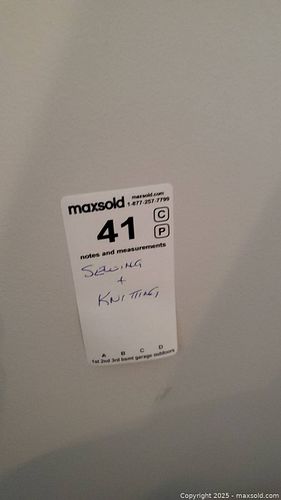 maxsold
maxsold.com
1-877-257-7799
41
C
P
notes and measurements
SEWING
+
KNITTING
A B C D
1st 2nd 3rd bsmt garage outdoors
Copyright 2025 - maxsold.com